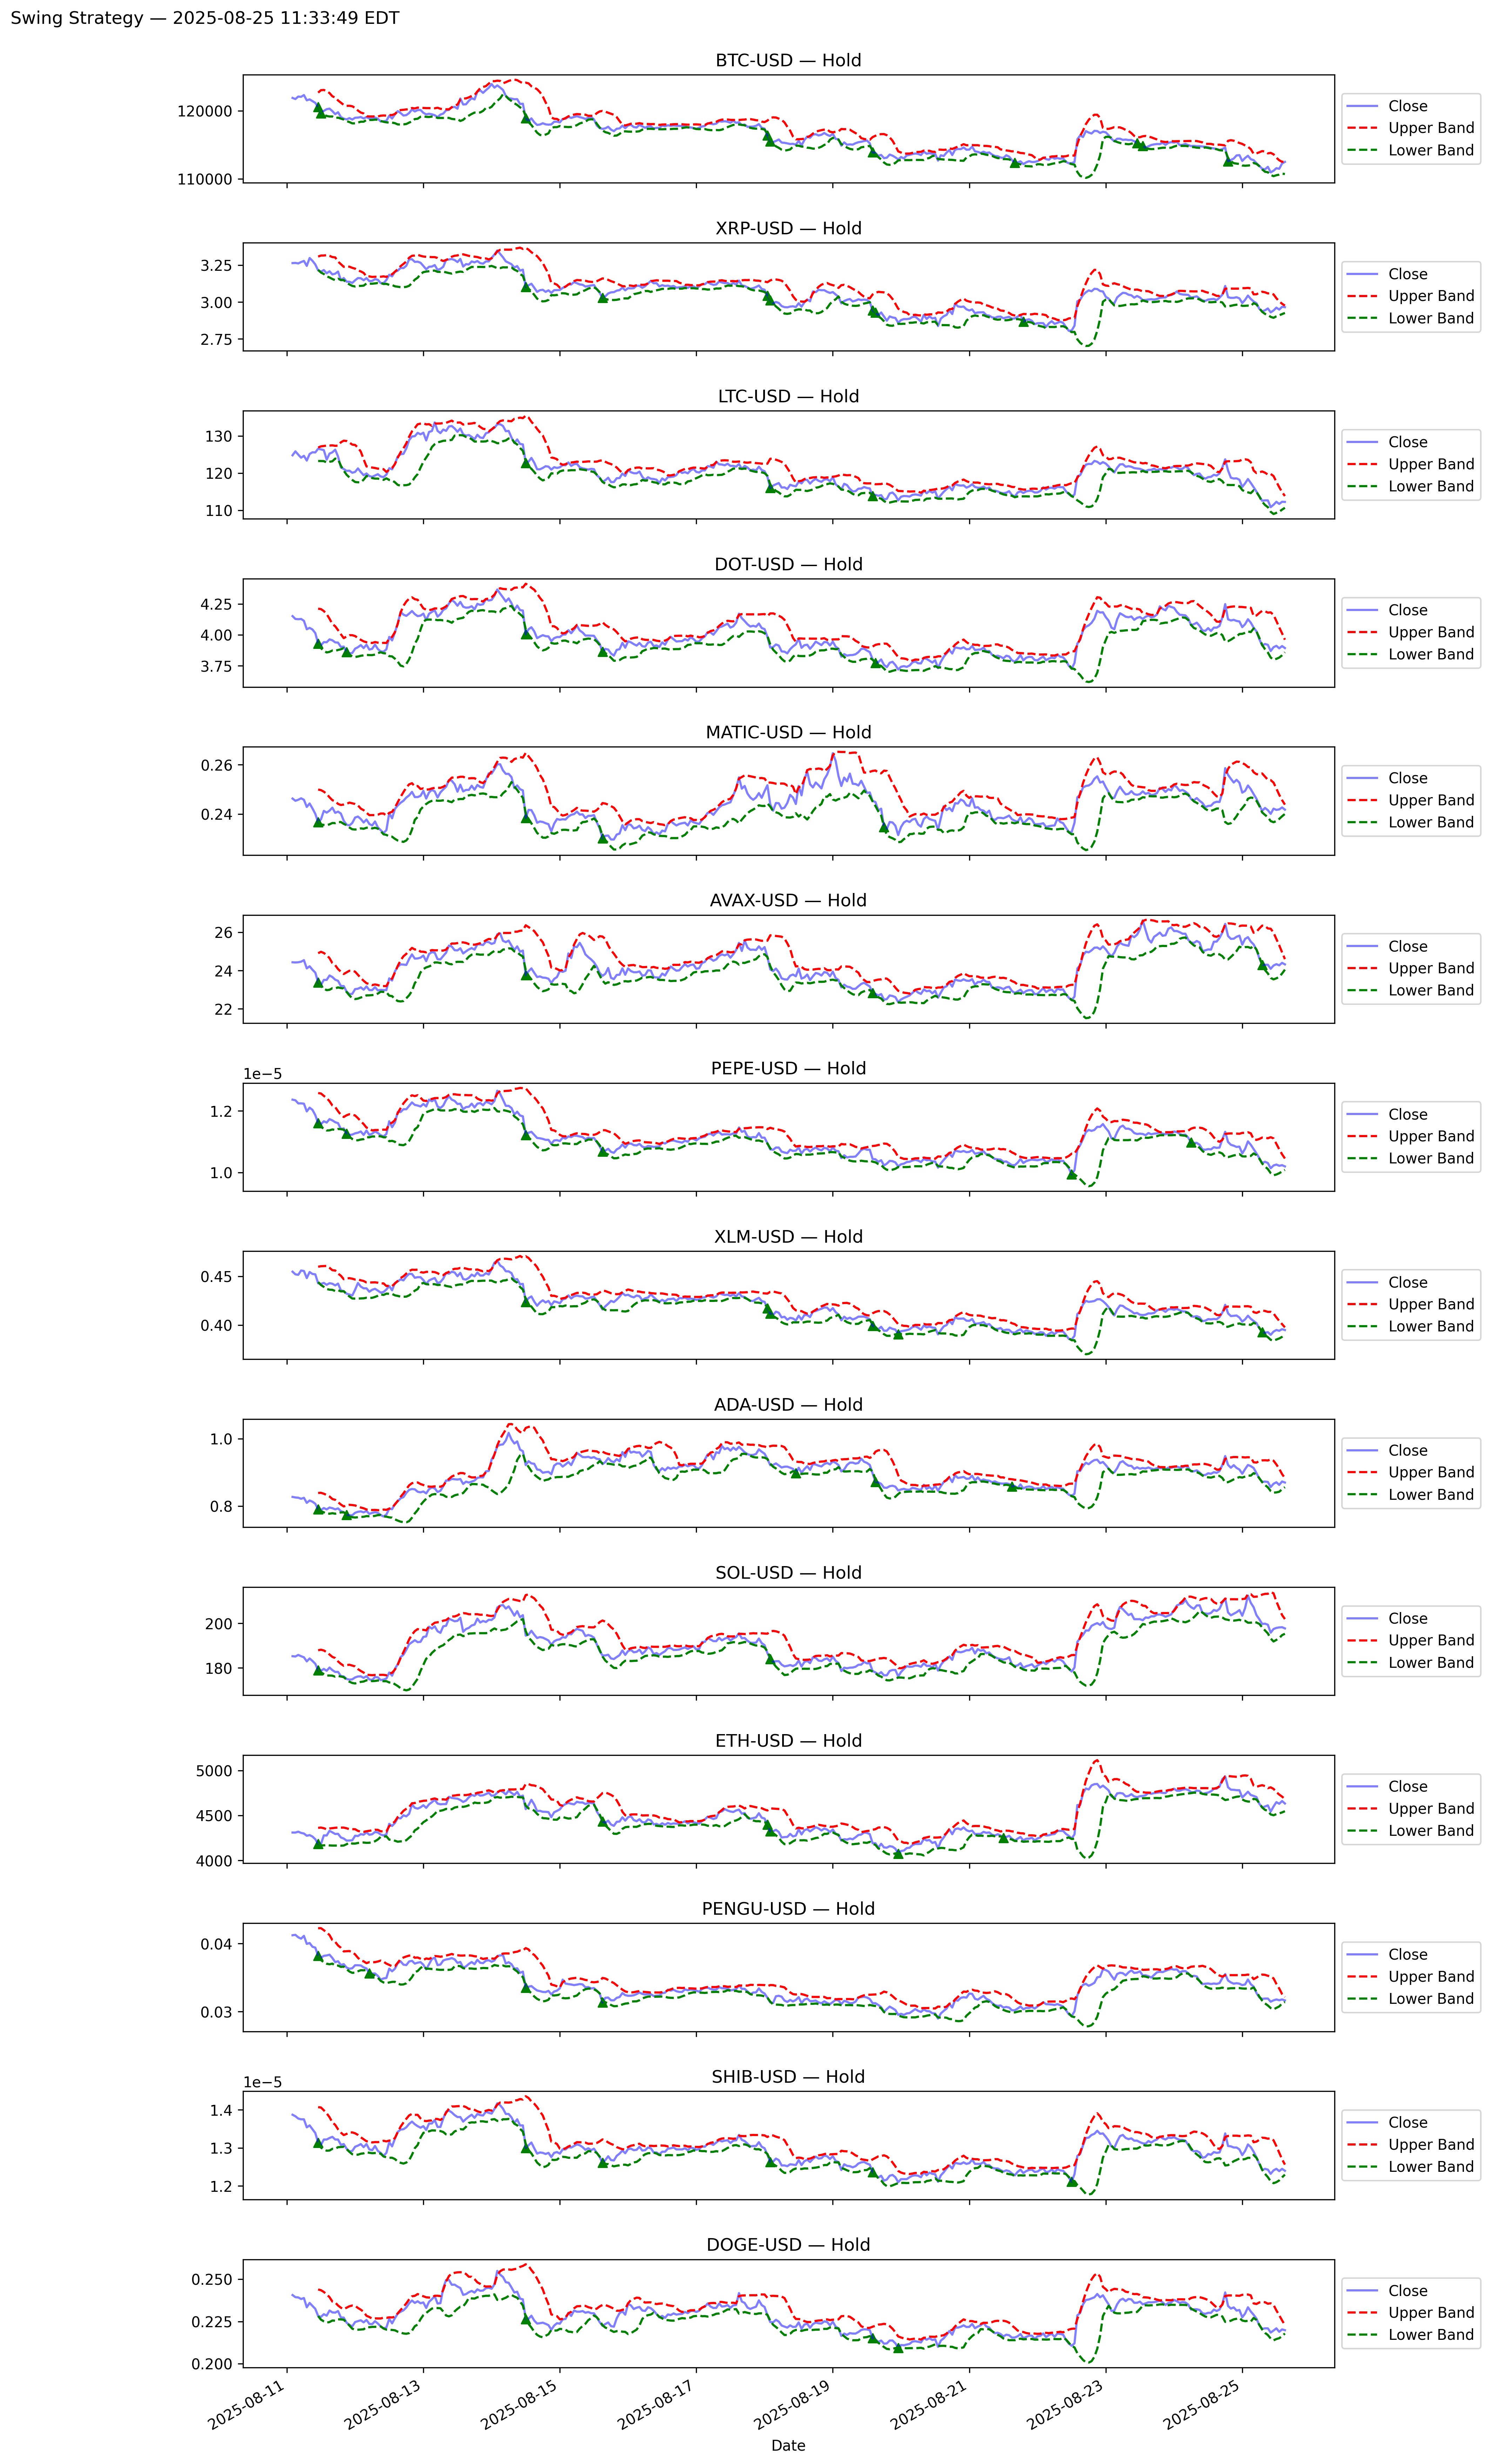 Swing Strategy — 2025-08-25 11:33:49 EDT
BTC-USD — Hold
120000
110000
Close
Upper Band
Lower Band
XRP-USD — Hold
3.25
3.00
2.75
Close
Upper Band
Lower Band
LTC-USD — Hold
130
120
110
Close
Upper Band
Lower Band
DOT-USD — Hold
4.25
4.00
3.75
Close
Upper Band
Lower Band
MATIC-USD — Hold
0.26
0.24
Close
Upper Band
Lower Band
AVAX-USD — Hold
26
24
22
Close
Upper Band
Lower Band
PEPE-USD — Hold
1e−5
1.2
1.0
Close
Upper Band
Lower Band
XLM-USD — Hold
0.45
0.40
Close
Upper Band
Lower Band
ADA-USD — Hold
1.0
0.8
Close
Upper Band
Lower Band
SOL-USD — Hold
200
180
Close
Upper Band
Lower Band
ETH-USD — Hold
5000
4500
4000
Close
Upper Band
Lower Band
PENGU-USD — Hold
0.04
0.03
Close
Upper Band
Lower Band
SHIB-USD — Hold
1e−5
1.4
1.3
1.2
Close
Upper Band
Lower Band
DOGE-USD — Hold
0.250
0.225
0.200
Close
Upper Band
Lower Band
2025-08-11
2025-08-13
2025-08-15
2025-08-17
2025-08-19
2025-08-21
2025-08-23
2025-08-25
Date